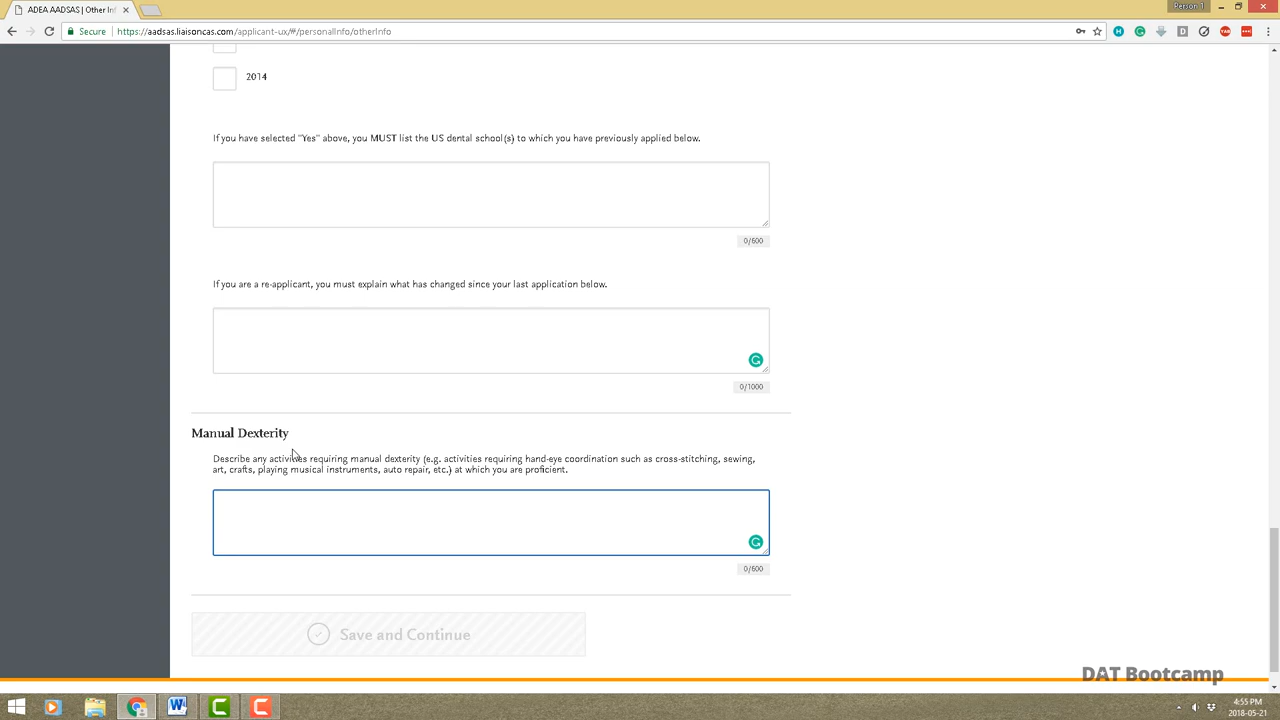 ADEA AADSAS | Other Inf
Person 1
Secure
https://aadsas.liaisoncas.com/applicant-ux/#/personalInfo/otherInfo
2014
If you have selected "Yes" above, you MUST list the US dental school(s) to which you have previously applied below.
0/600
If you are a re-applicant, you must explain what has changed since your last application below.
0/1000
Manual Dexterity
Describe any activities requiring manual dexterity (e.g. activities requiring hand-eye coordination such as cross-stitching, sewing,
art, crafts, playing musical instruments, auto repair, etc.) at which you are proficient.
0/600
Save and Continue
DAT Bootcamp
4:55 PM
2018-05-21